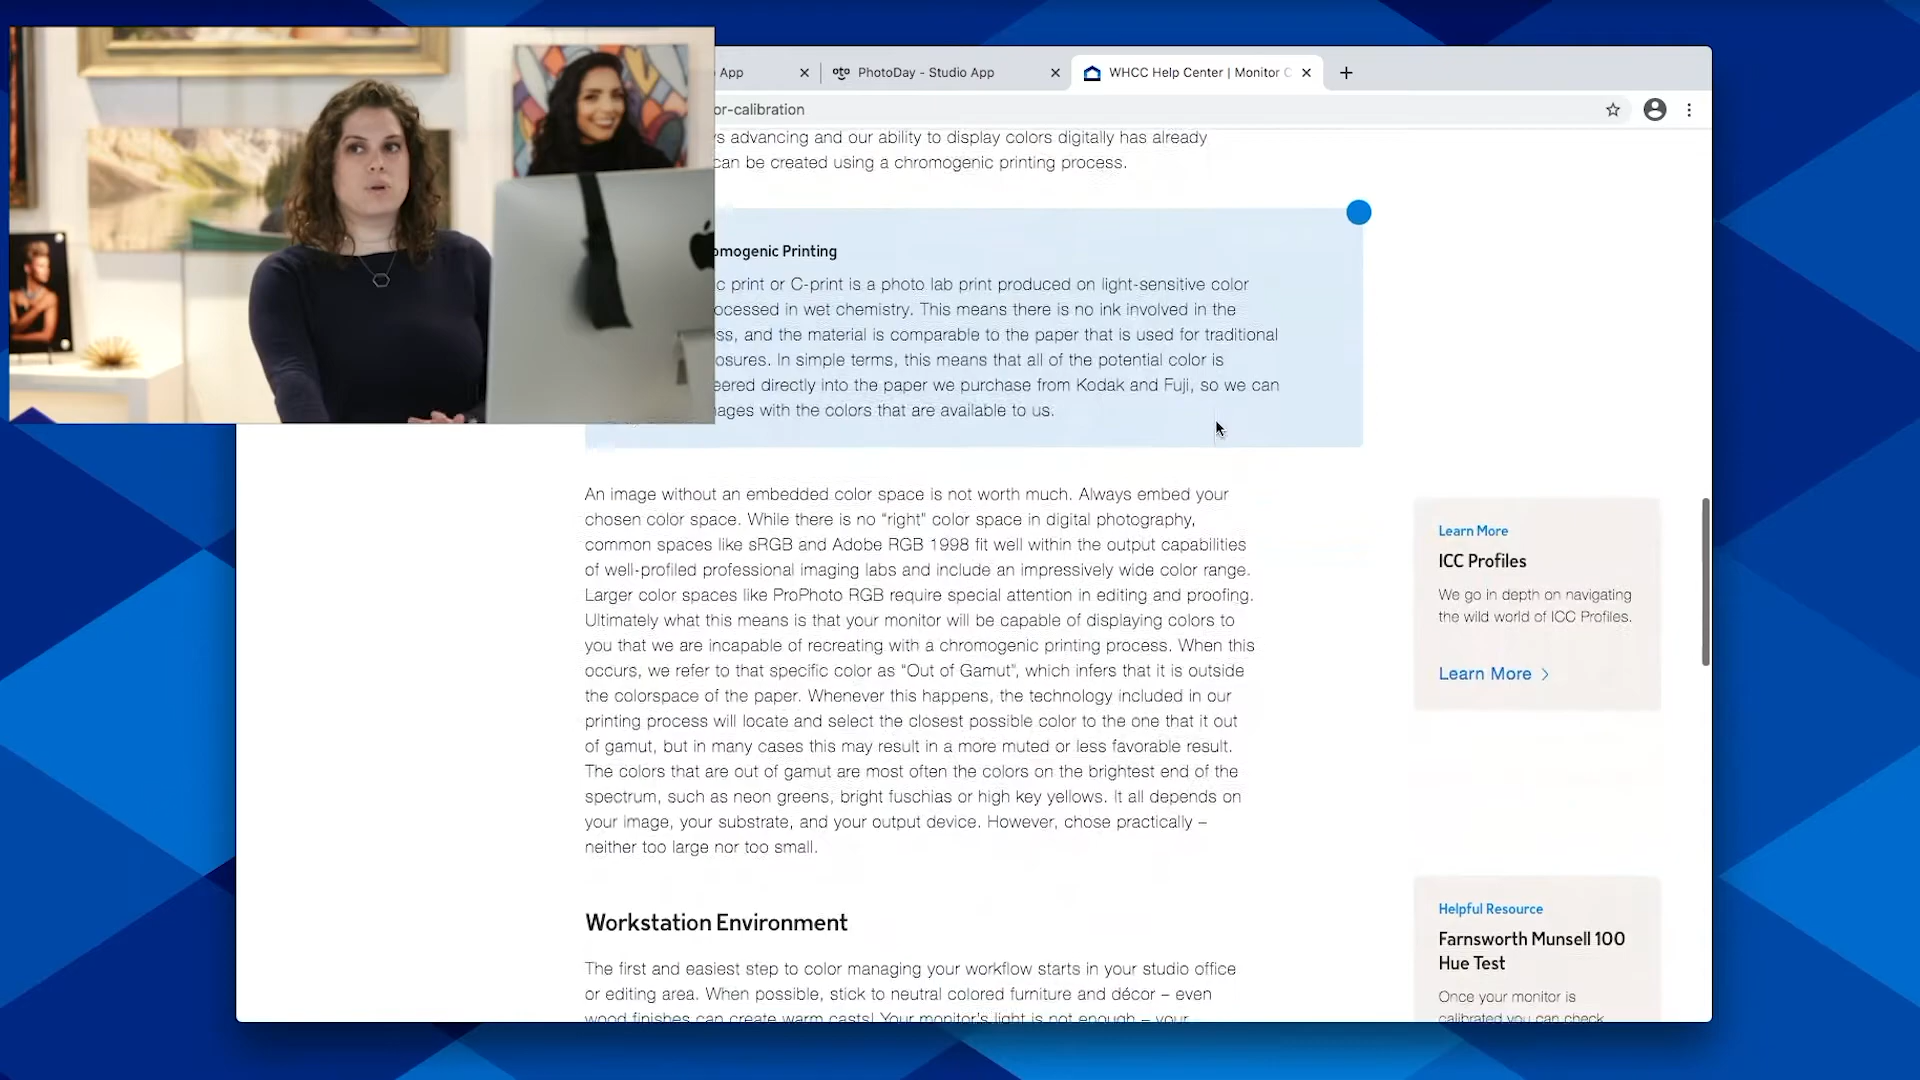 App
PhotoDay - Studio App
WHCC Help Center | Monitor C
or-calibration
s advancing and our ability to display colors digitally has already
can be created using a chromogenic printing process.
omogenic Printing
c print or C-print is a photo lab print produced on light-sensitive color
ocessed in wet chemistry. This means there is no ink involved in the
ss, and the material is comparable to the paper that is used for traditional
osures. In simple terms, this means that all of the potential color is
eered directly into the paper we purchase from Kodak and Fuji, so we can
ages with the colors that are available to us.
An image without an embedded color space is not worth much. Always embed your
chosen color space. While there is no “right” color space in digital photography,
common spaces like sRGB and Adobe RGB 1998 fit well within the output capabilities
of well-profiled professional imaging labs and include an impressively wide color range.
Larger color spaces like ProPhoto RGB require special attention in editing and proofing.
Ultimately what this means is that your monitor will be capable of displaying colors to
you that we are incapable of recreating with a chromogenic printing process. When this
occurs, we refer to that specific color as “Out of Gamut”, which infers that it is outside
the colorspace of the paper. Whenever this happens, the technology included in our
printing process will locate and select the closest possible color to the one that it out
of gamut, but in many cases this may result in a more muted or less favorable result.
The colors that are out of gamut are most often the colors on the brightest end of the
spectrum, such as neon greens, bright fuschias or high key yellows. It all depends on
your image, your substrate, and your output device. However, chose practically –
neither too large nor too small.
Workstation Environment
The first and easiest step to color managing your workflow starts in your studio office
or editing area. When possible, stick to neutral colored furniture and décor – even
wood finishes can create warm casts! Your monitor's light is not enough – your
Learn More
ICC Profiles
We go in depth on navigating
the wild world of ICC Profiles.
Learn More
Helpful Resource
Farnsworth Munsell 100
Hue Test
Once your monitor is
calibrated you can check